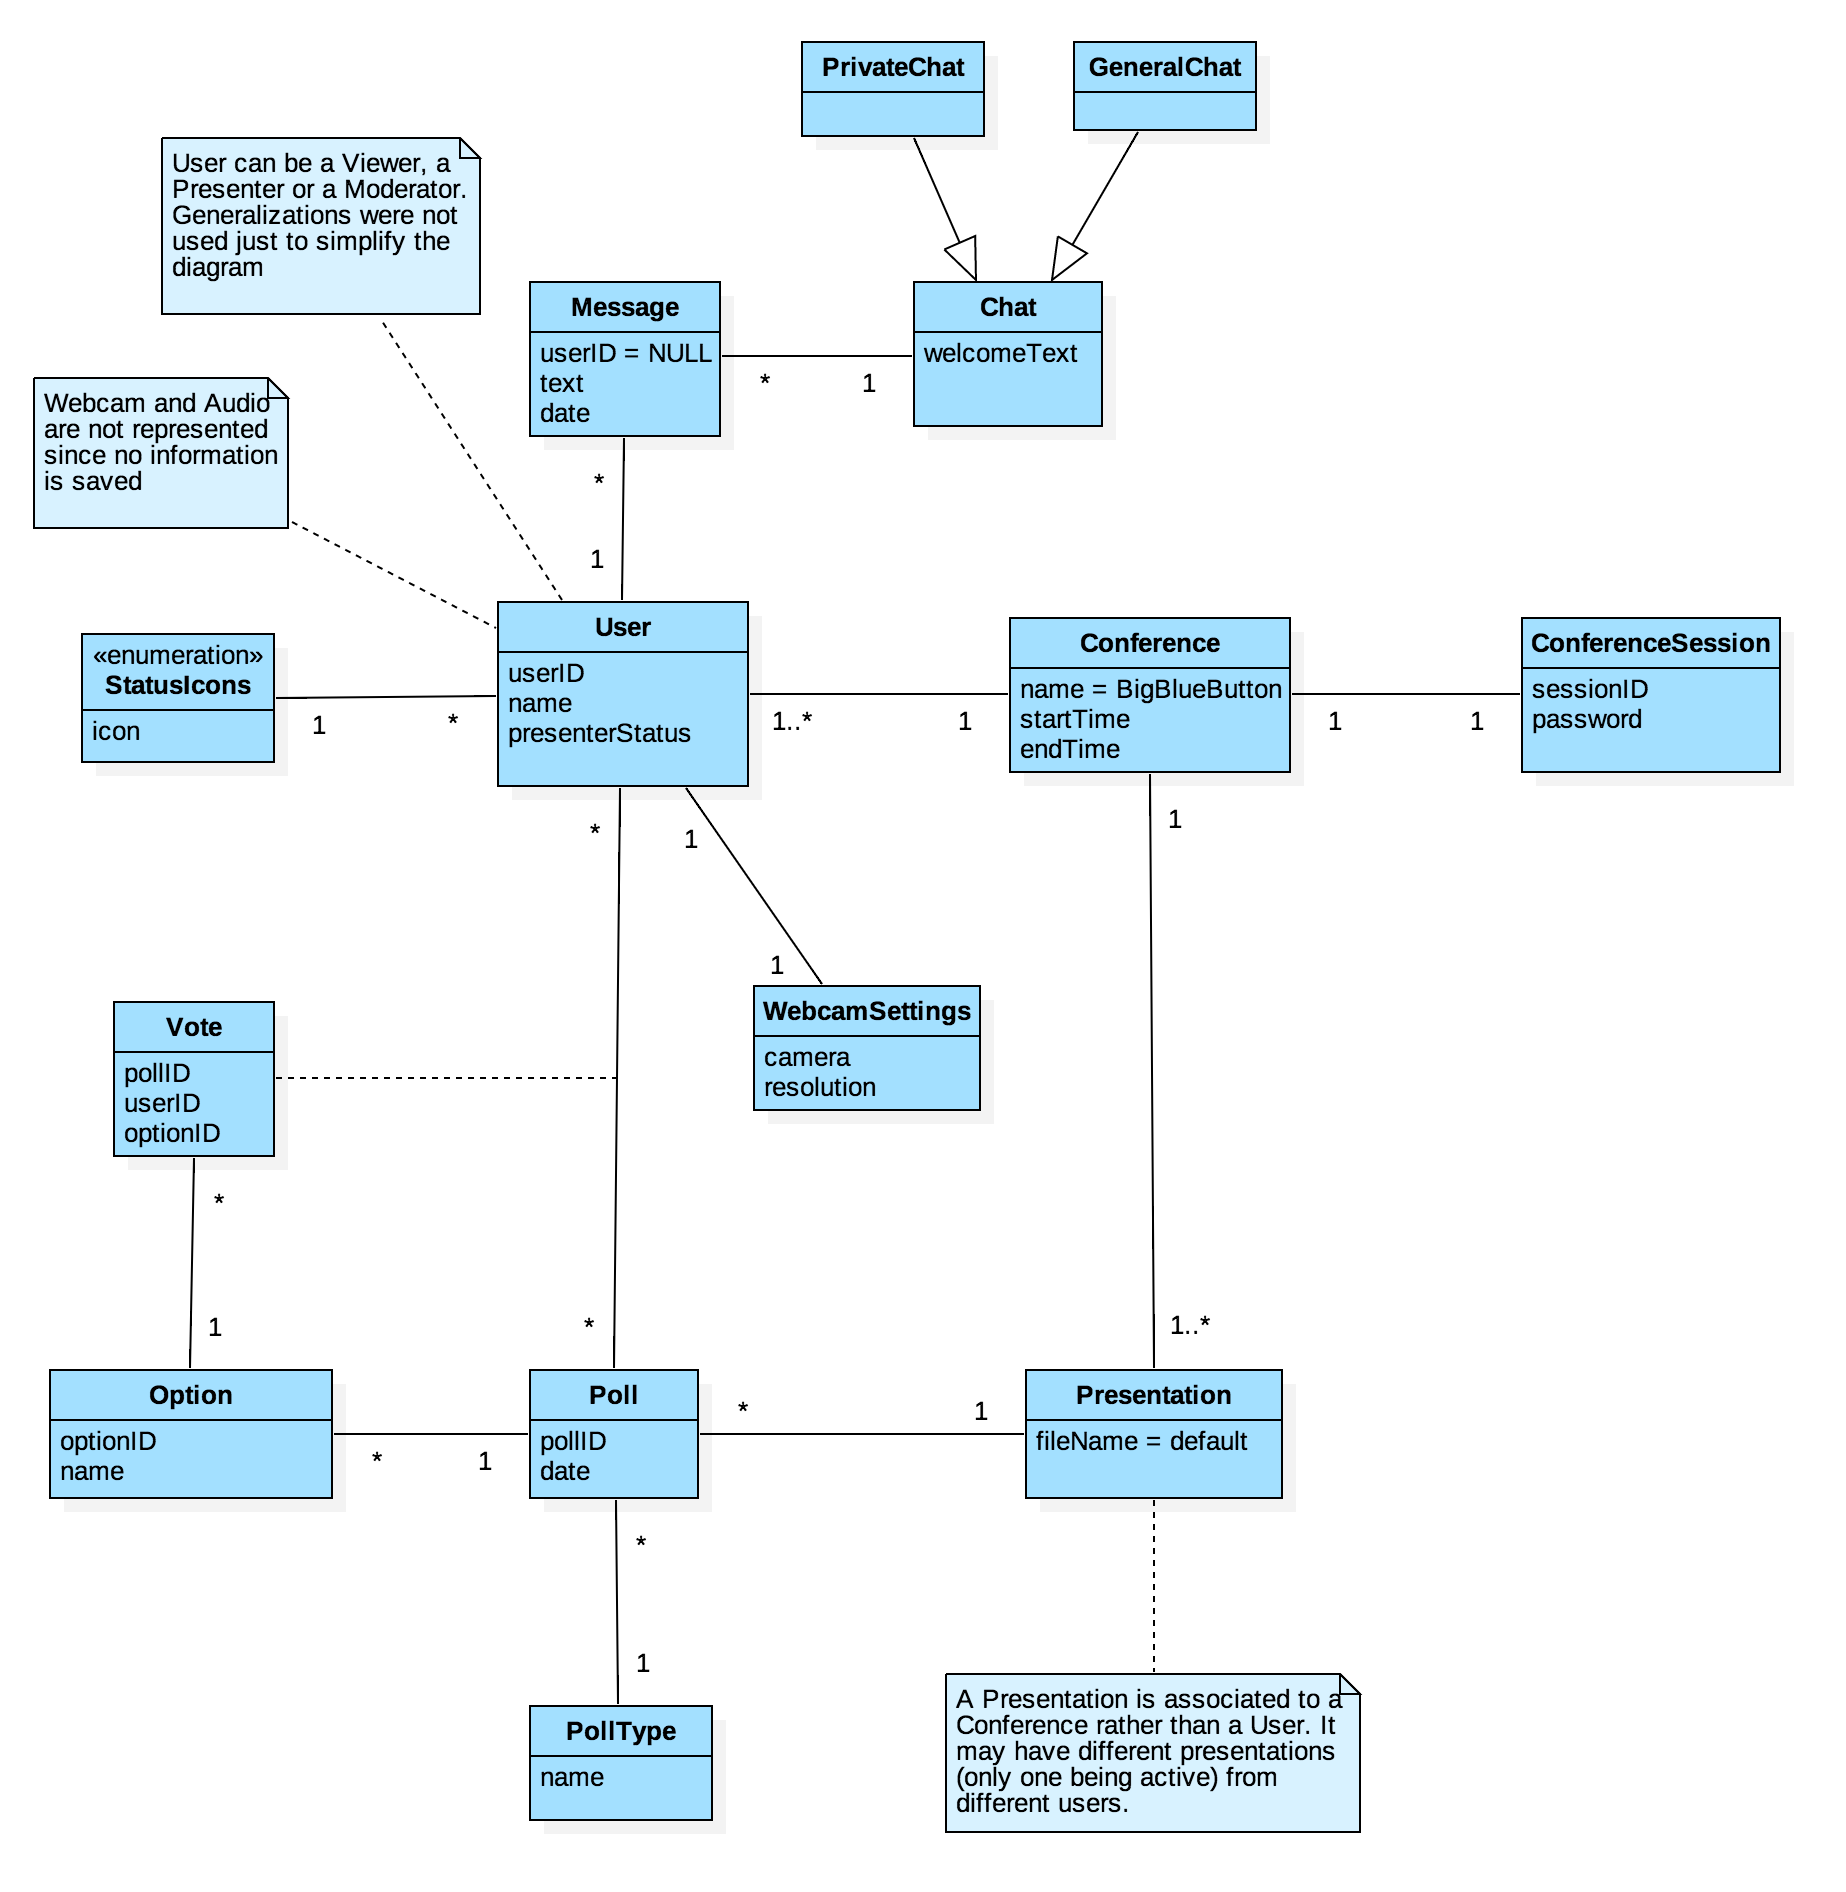 PrivateChat
GeneralChat
User can be a Viewer, a
Presenter or a Moderator.
Generalizations were not
used just to simplify the
diagram
Message
userID = NULL
text
date
Chat
welcomeText
* 1
Webcam and Audio
are not represented
since no information
is saved
*
1
«enumeration»
StatusIcons
icon
1 *
User
userID
name
presenterStatus
1..* 1
Conference
name = BigBlueButton
startTime
endTime
1 1
ConferenceSession
sessionID
password
*
1
1
1
WebcamSettings
camera
resolution
Vote
pollID
userID
optionID
*
1
*
1..*
Option
optionID
name
* 1
Poll
pollID
date
* 1
Presentation
fileName = default
*
1
PollType
name
A Presentation is associated to a
Conference rather than a User. It
may have different presentations
(only one being active) from
different users.